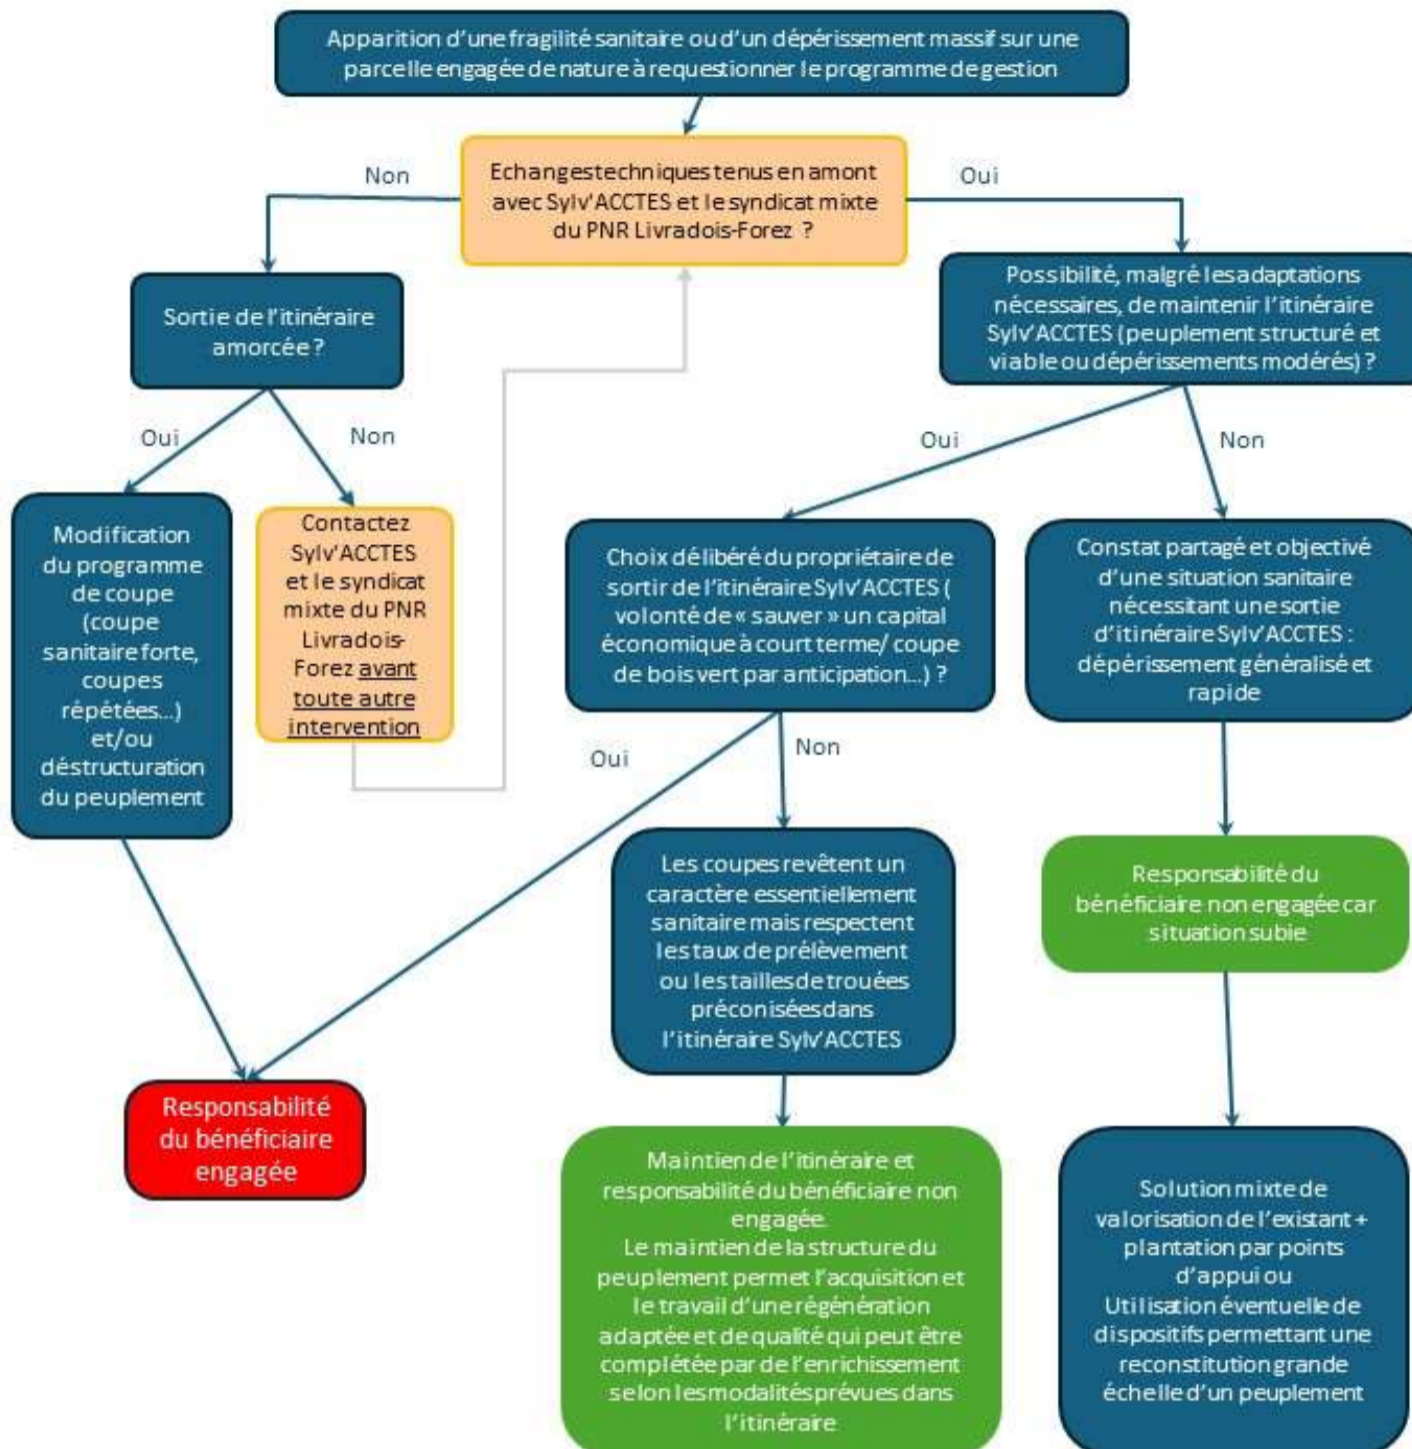 Apparition d'une fragilité sanitaire ou d'un dépérissement massif sur une
parcelle engagée de nature à requestionner le programme de gestion
Non
Echanges techniques tenus en amont
avec Sylv'ACCTES et le syndicat mixte
du PNR Livradois-Forez ?
Oui
Sortie de l'itinéraire
amorcée ?
Possibilité, malgré les adaptations
nécessaires, de maintenir l'itinéraire
Sylv'ACCTES (peuplement structuré et
viable ou dépérissements modérés) ?
Oui
Non
Oui
Non
Modification
du programme
de coupe
(coupe
sanitaire forte,
coupes
répétées...)
et/ou
déstructuration
du peuplement
Contactez
Sylv'ACCTES
et le syndicat
mixte du PNR
Livradois-
Forez avant
toute autre
intervention
Choix délibéré du propriétaire de
sortir de l'itinéraire Sylv'ACCTES (
volonté de « sauver » un capital
économique à court terme/ coupe
de bois vert par anticipation...) ?
Constat partagé et objectivé
d'une situation sanitaire
nécessitant une sortie
d'itinéraire Sylv'ACCTES :
dépérissement généralisé et
rapide
Oui
Non
Les coupes revêtent un
caractère essentiellement
sanitaire mais respectent
les taux de prélèvement
ou les tailles de trouées
préconisées dans
l'itinéraire Sylv'ACCTES
Responsabilité du
bénéficiaire non engagée car
situation subie
Responsabilité
du bénéficiaire
engagée
Maintien de l'itinéraire et
responsabilité du bénéficiaire non
engagée.
Le maintien de la structure du
peuplement permet l'acquisition et
le travail d'une régénération
adaptée et de qualité qui peut être
complétée par de l'enrichissement
selon les modalités prévues dans
l'itinéraire
Solution mixte de
valorisation de l'existant +
plantation par points
d'appui ou
Utilisation éventuelle de
dispositifs permettant une
reconstitution grande
échelle d'un peuplement